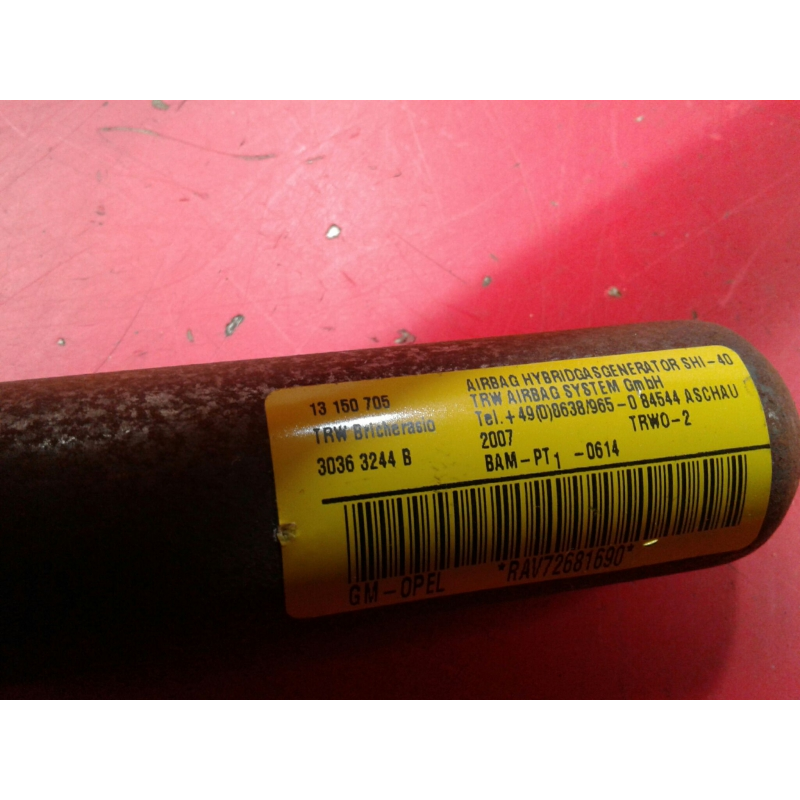 13 150 705
TRW Bricherasio
3036 3244 B
AIRBAG HYBRIDGASGENERATOR SHI-40
TRW AIRBAG SYSTEM GmbH
Tel.+49(0)8638/965-0 84544 ASCHAU
2007 TRWO-2
BAM-PT1 -0614
GM-OPEL *RAV72681690*